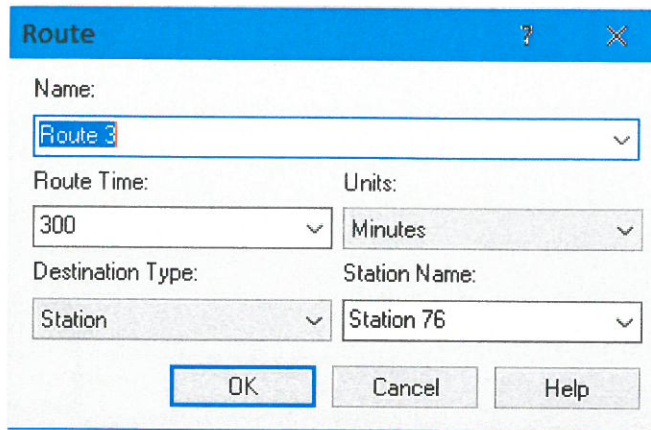 Route ? X
Name:
Route 3
Route Time: Units:
300 Minutes
Destination Type: Station Name:
Station Station 76
OK Cancel Help